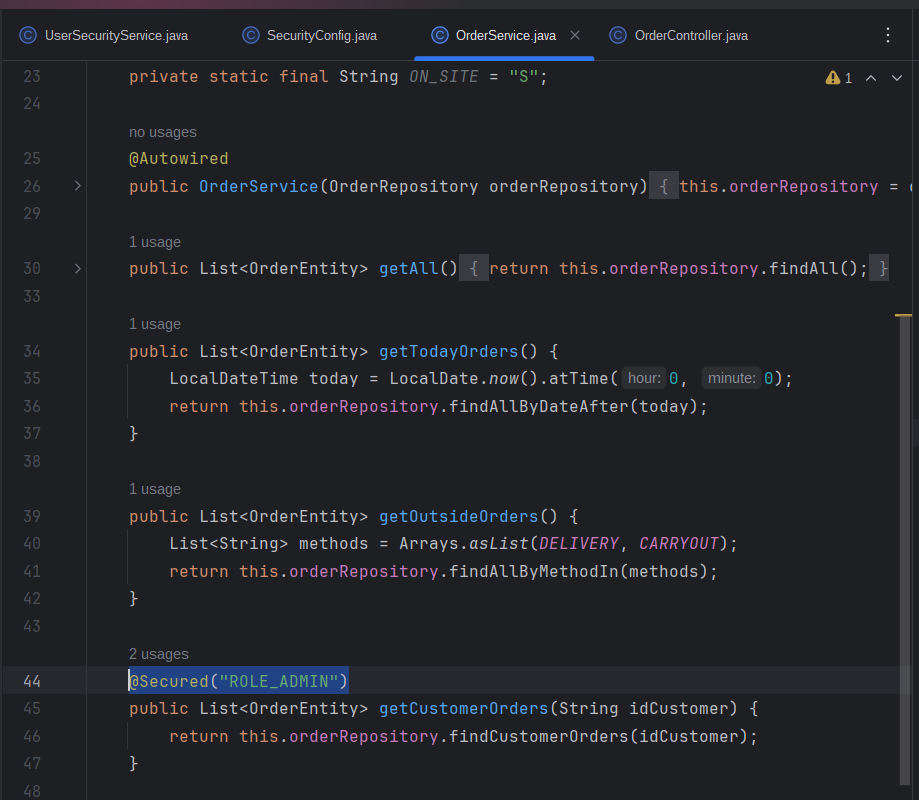 UserSecurityService.java SecurityConfig.java OrderService.java OrderController.java
23 private static final String ON_SITE = "S"; 1
24
no usages
25 @Autowired
26 public OrderService(OrderRepository orderRepository) { this.orderRepository =
29
1 usage
30 public List<OrderEntity> getAll() { return this.orderRepository.findAll(); }
33
1 usage
34 public List<OrderEntity> getTodayOrders() {
35 LocalDateTime today = LocalDate.now().atTime( hour: 0, minute: 0);
36 return this.orderRepository.findAllByDateAfter(today);
37 }
38
1 usage
39 public List<OrderEntity> getOutsideOrders() {
40 List<String> methods = Arrays.asList(DELIVERY, CARRYOUT);
41 return this.orderRepository.findAllByMethodIn(methods);
42 }
43
2 usages
44 @Secured("ROLE_ADMIN")
45 public List<OrderEntity> getCustomerOrders(String idCustomer) {
46 return this.orderRepository.findCustomerOrders(idCustomer);
47 }
48